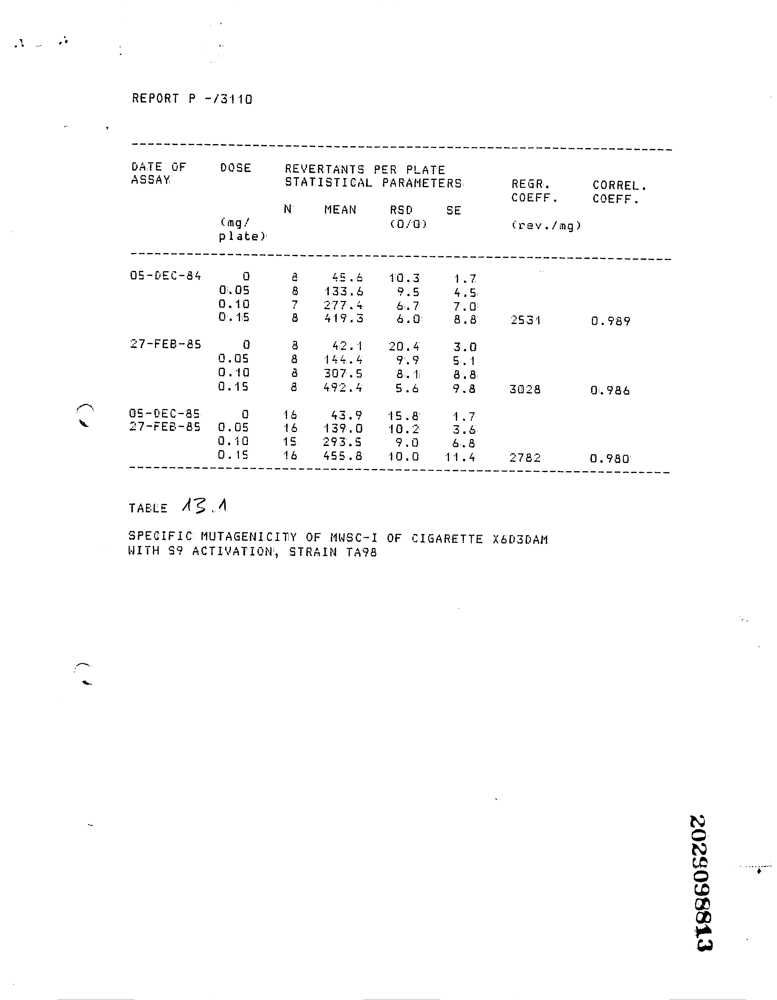 REPORT P -/3110
DATE OF DOSE REVERTANTS PER PLATE
ASSAY STATISTICAL PARAMETERS REGR. CORREL.
COEFF. COEFF.
N MEAN RSD SE
(mg/ (0/0) (rev./mg)
plate)
05-DEC-84 0 8 45.6 10.3 1.7
0.05 8 133.6 9.5 4.5
0.10 7 277.4 6.7 7.0
0.15 8 419.3 6.0 8.8 2531 0.989
27-FEB-85 0 8 42.1 20.4 3.0
0.05 8 144.4 9.9 5.1
0.10 8 307.5 8.1 8.8
0.15 8 492.4 5.6 9.8 3028 0.986
05-DEC-85 0 16 43.9 15.8 1.7
27-FEB-85 0.05 16 139.0 10.2 3.6
0.10 15 293.5 9.0 6.8
0.15 16 455.8 10.0 11.4 2782 0.980
TABLE 13.1
SPECIFIC MUTAGENICITY OF MWSC-I OF CIGARETTE X6D3DAM
WITH S9 ACTIVATION, STRAIN TA98
2029098813